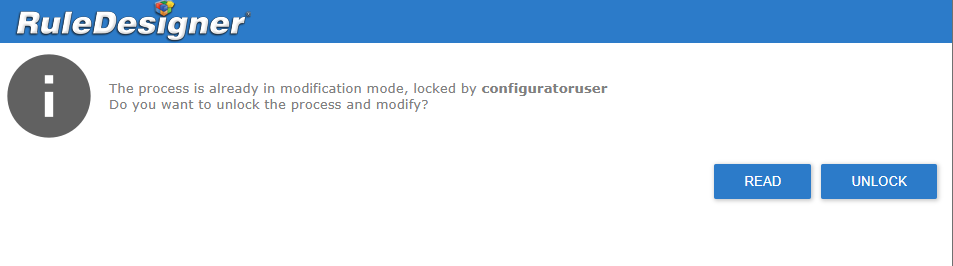 RuleDesigner
The process is already in modification mode, locked by configuratoruser
Do you want to unlock the process and modify?
READ
UNLOCK